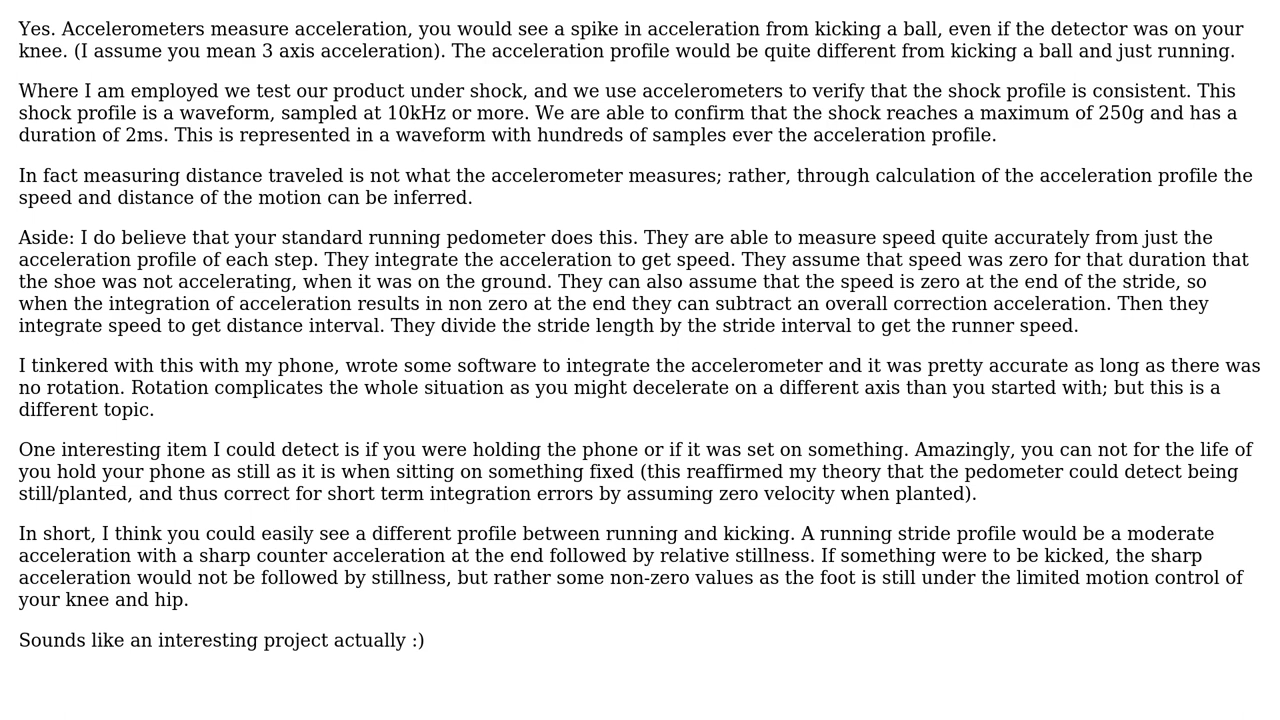 Yes. Accelerometers measure acceleration, you would see a spike in acceleration from kicking a ball, even if the detector was on your
knee. (I assume you mean 3 axis acceleration). The acceleration profile would be quite different from kicking a ball and just running.
Where I am employed we test our product under shock, and we use accelerometers to verify that the shock profile is consistent. This
shock profile is a waveform, sampled at 10kHz or more. We are able to confirm that the shock reaches a maximum of 250g and has a
duration of 2ms. This is represented in a waveform with hundreds of samples ever the acceleration profile.
In fact measuring distance traveled is not what the accelerometer measures; rather, through calculation of the acceleration profile the
speed and distance of the motion can be inferred.
Aside: I do believe that your standard running pedometer does this. They are able to measure speed quite accurately from just the
acceleration profile of each step. They integrate the acceleration to get speed. They assume that speed was zero for that duration that
the shoe was not accelerating, when it was on the ground. They can also assume that the speed is zero at the end of the stride, so
when the integration of acceleration results in non zero at the end they can subtract an overall correction acceleration. Then they
integrate speed to get distance interval. They divide the stride length by the stride interval to get the runner speed.
I tinkered with this with my phone, wrote some software to integrate the accelerometer and it was pretty accurate as long as there was
no rotation. Rotation complicates the whole situation as you might decelerate on a different axis than you started with; but this is a
different topic.
One interesting item I could detect is if you were holding the phone or if it was set on something. Amazingly, you can not for the life of
you hold your phone as still as it is when sitting on something fixed (this reaffirmed my theory that the pedometer could detect being
still/planted, and thus correct for short term integration errors by assuming zero velocity when planted).
In short, I think you could easily see a different profile between running and kicking. A running stride profile would be a moderate
acceleration with a sharp counter acceleration at the end followed by relative stillness. If something were to be kicked, the sharp
acceleration would not be followed by stillness, but rather some non-zero values as the foot is still under the limited motion control of
your knee and hip.
Sounds like an interesting project actually :)